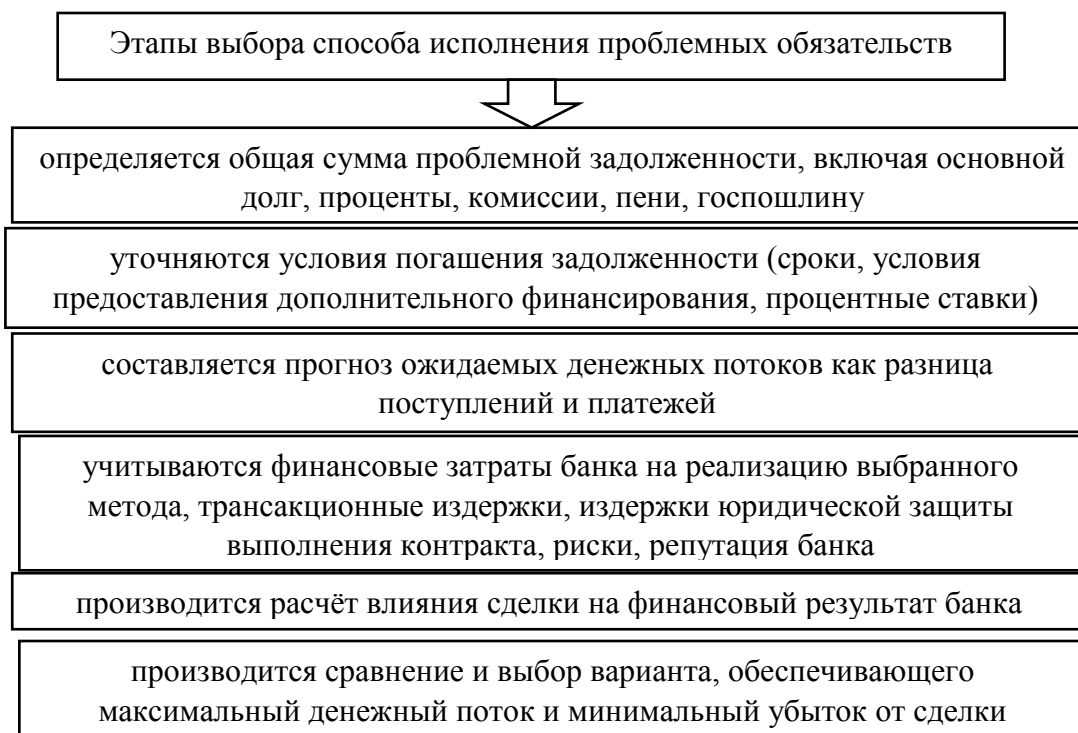 Этапы выбора способа исполнения проблемных обязательств
определяется общая сумма проблемной задолженности, включая основной
долг, проценты, комиссии, пени, госпошлину
уточняются условия погашения задолженности (сроки, условия
предоставления дополнительного финансирования, процентные ставки)
составляется прогноз ожидаемых денежных потоков как разница
поступлений и платежей
учитываются финансовые затраты банка на реализацию выбранного
метода, трансакционные издержки, издержки юридической защиты
выполнения контракта, риски, репутация банка
производится расчёт влияния сделки на финансовый результат банка
производится сравнение и выбор варианта, обеспечивающего
максимальный денежный поток и минимальный убыток от сделки